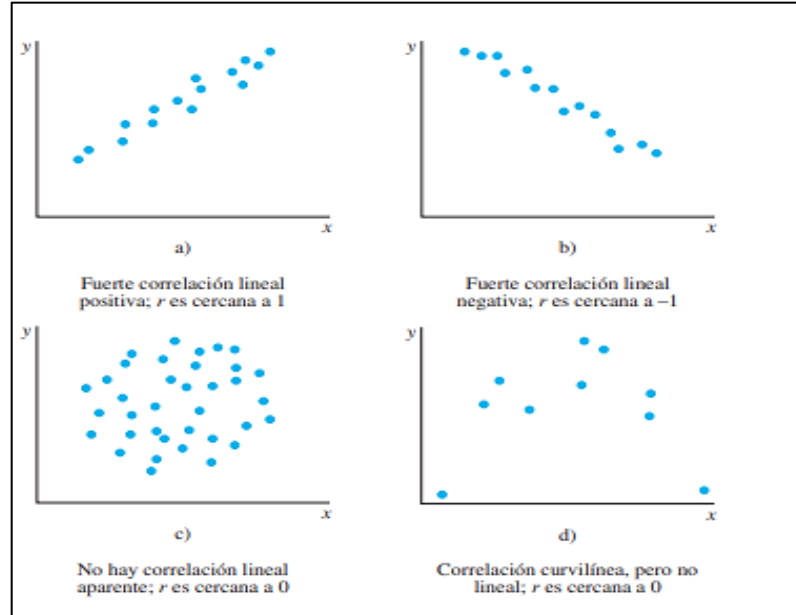 y
x
a)
Fuerte correlación lineal
positiva; r es cercana a 1
y
x
b)
Fuerte correlación lineal
negativa; r es cercana a –1
y
x
c)
No hay correlación lineal
aparente; r es cercana a 0
y
x
d)
Correlación curvilínea, pero no
lineal; r es cercana a 0